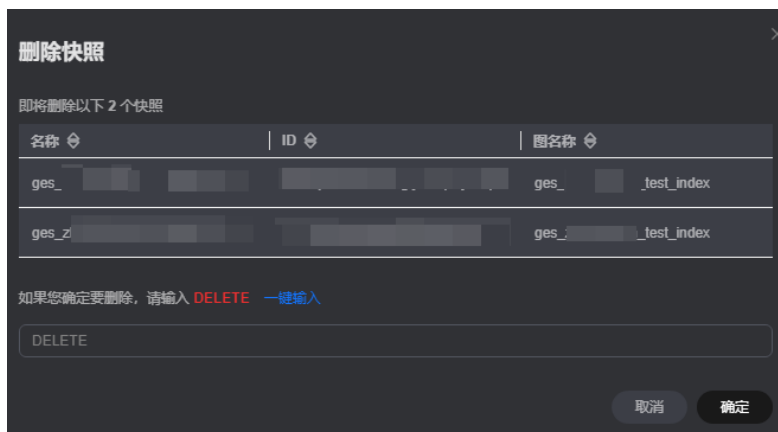 删除快照
即将删除以下 2 个快照
名称 ID 图名称
ges_ ges_ _test_index
ges_z ges_ _test_index
如果您确定要删除，请输入 DELETE 一键输入
DELETE
取消 确定